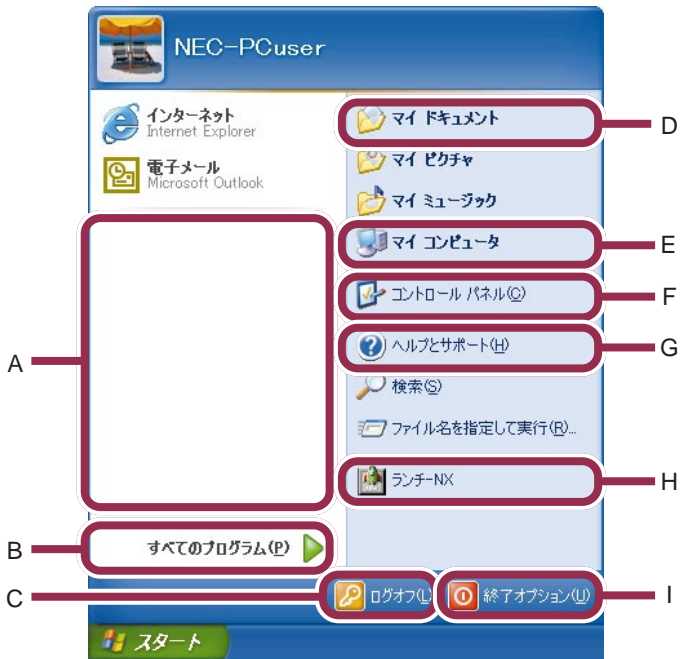 NEC-PCuser
インターネット
Internet Explorer
電子メール
Microsoft Outlook
マイ ドキュメント
D
マイ ピクチャ
マイ ミュージック
マイ コンピュータ
E
コントロール パネル(C)
F
ヘルプとサポート(H)
G
A
検索(S)
ファイル名を指定して実行(R)...
ランチ-NX
H
B
すべてのプログラム(P)
C
ログオフ(L)
終了オプション(U)
I
スタート